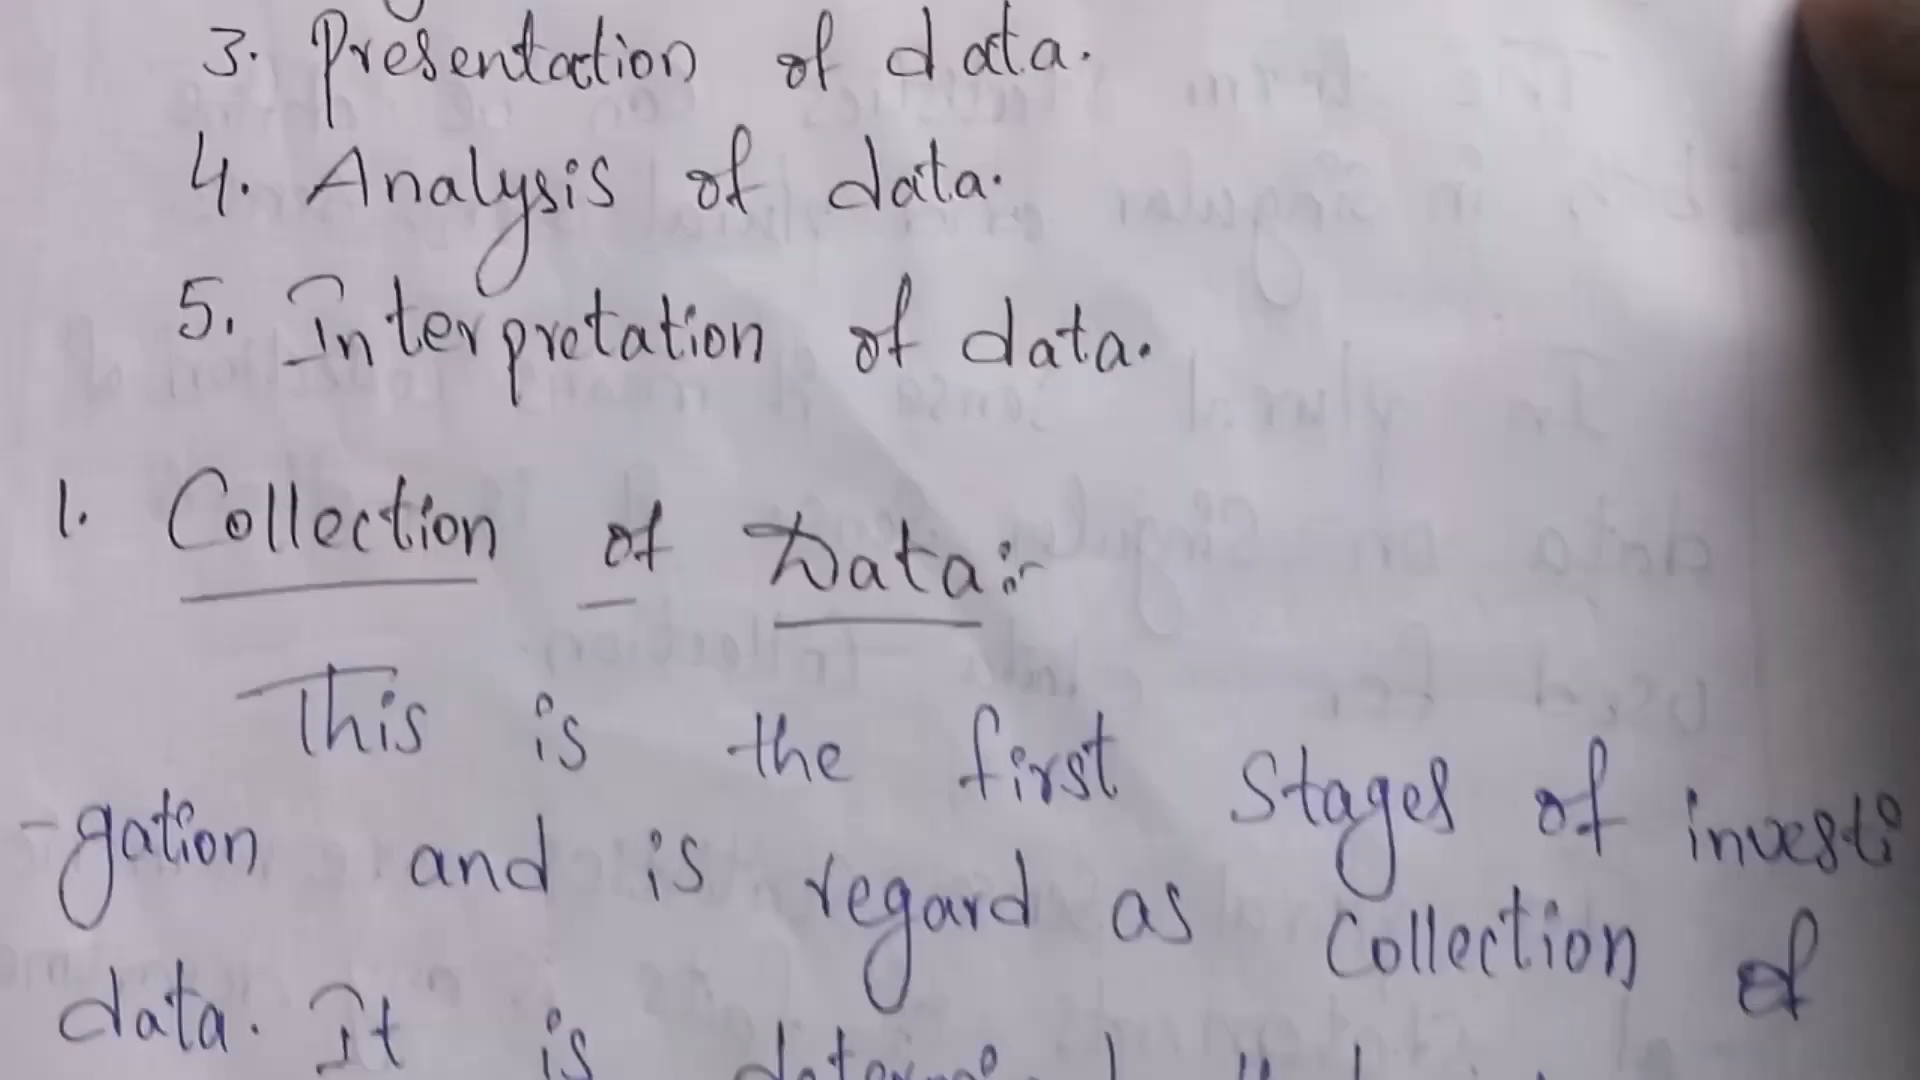 3. Presentation of data.
4. Analysis of data.
5. Interpretation of data.
1. Collection of Data:-
This is the first Stages of investi
-gation and is regard as Collection of
data. It is